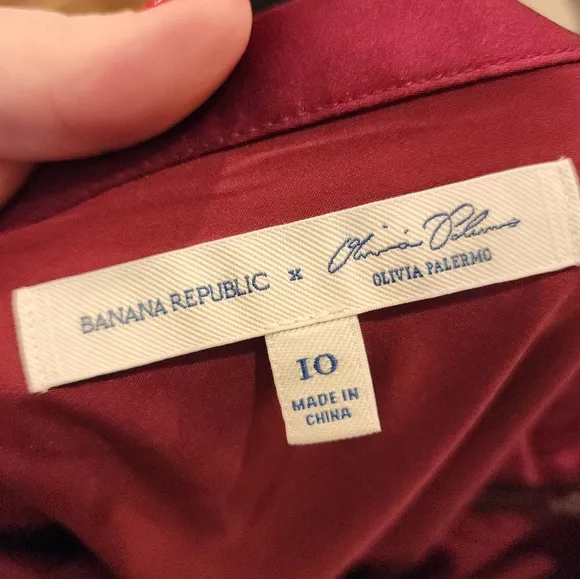 BANANA REPUBLIC x Olivia Palermo
OLIVIA PALERMO
10
MADE IN
CHINA